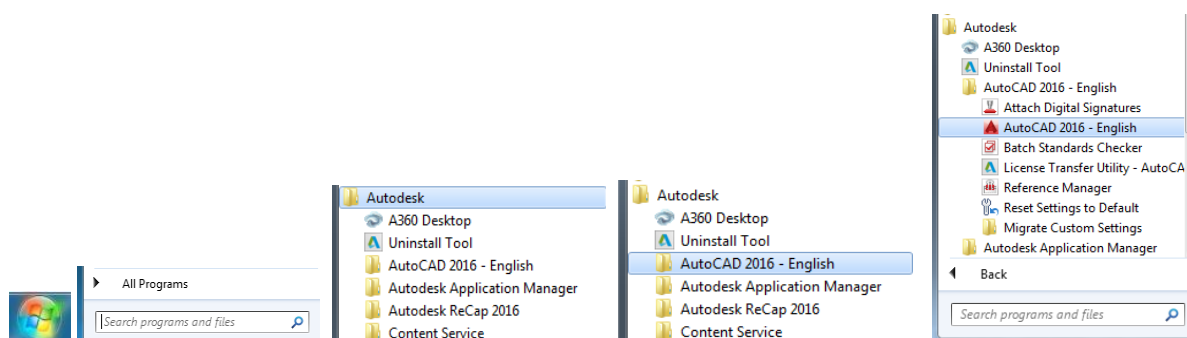 All Programs
Search programs and files
Autodesk
A360 Desktop
Uninstall Tool
AutoCAD 2016 - English
Autodesk Application Manager
Autodesk ReCap 2016
Content Service
Autodesk
A360 Desktop
Uninstall Tool
AutoCAD 2016 - English
Autodesk Application Manager
Autodesk ReCap 2016
Content Service
Autodesk
A360 Desktop
Uninstall Tool
AutoCAD 2016 - English
Attach Digital Signatures
AutoCAD 2016 - English
Batch Standards Checker
License Transfer Utility - AutoCA
Reference Manager
Reset Settings to Default
Migrate Custom Settings
Autodesk Application Manager
Back
Search programs and files